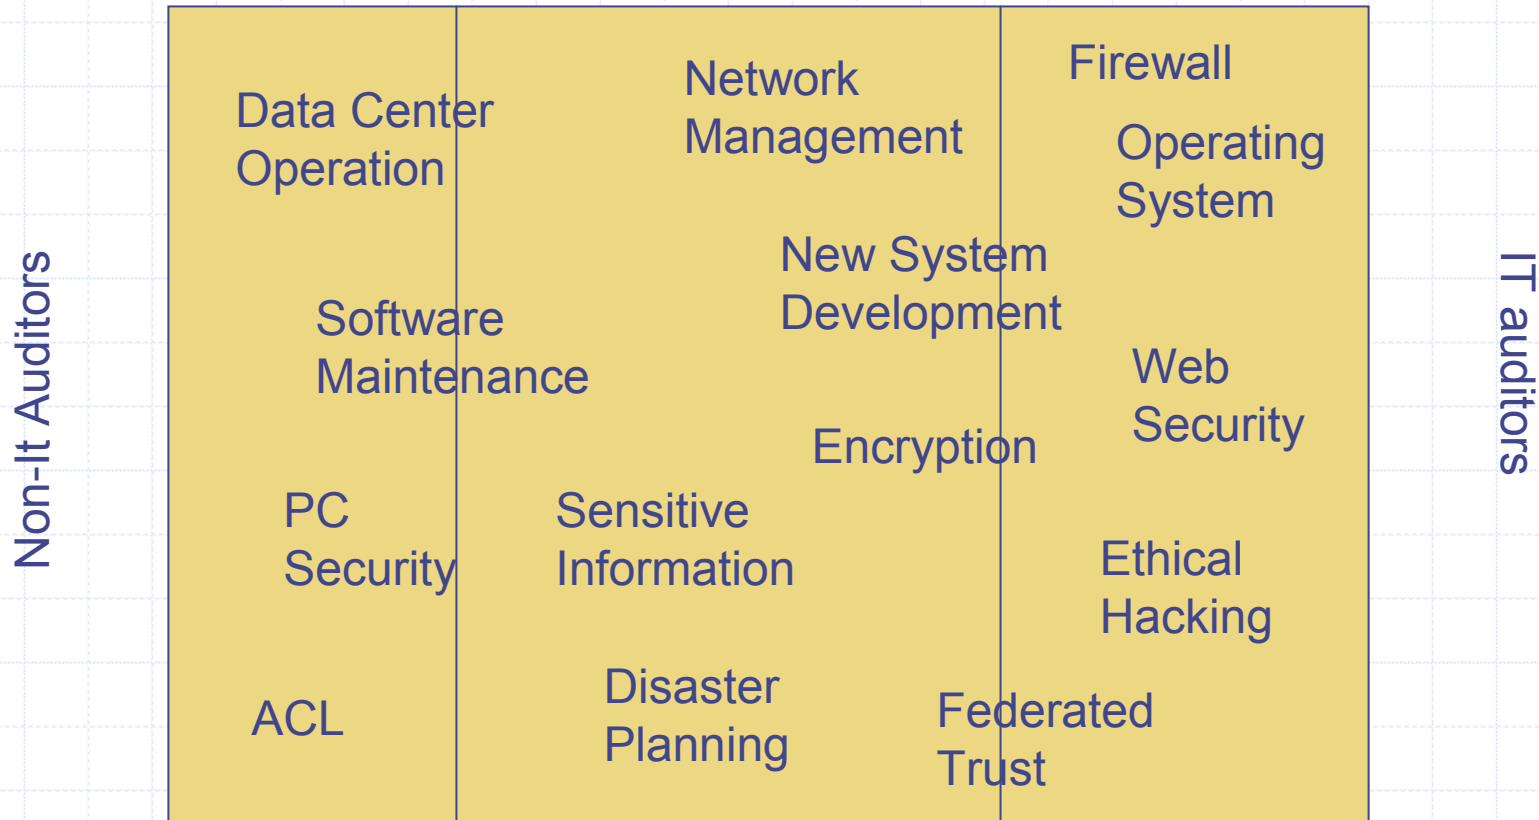 Non-It Auditors
Data Center
Operation
Software
Maintenance
PC
Security
ACL
Network
Management
New System
Development
Encryption
Sensitive
Information
Disaster
Planning
Federated
Trust
Firewall
Operating
System
Web
Security
Ethical
Hacking
IT auditors